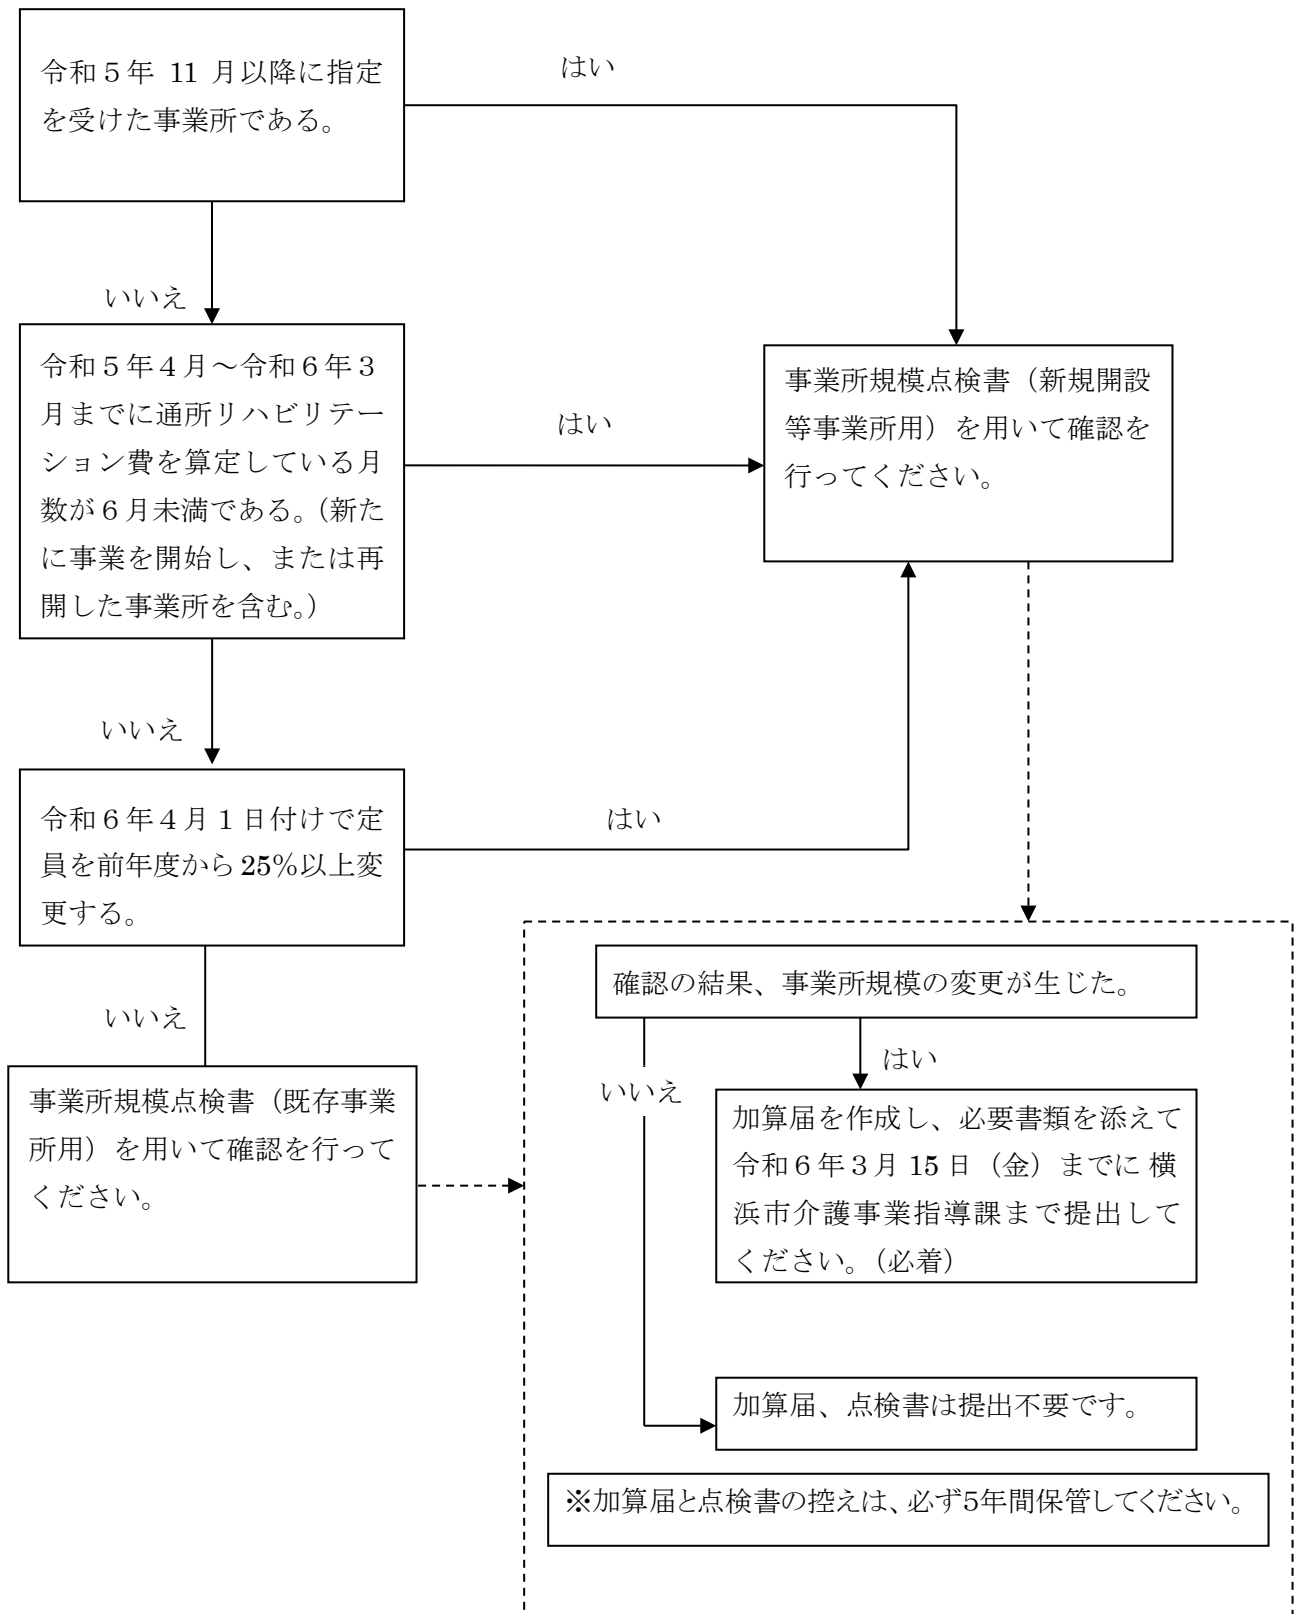 令和５年 11 月以降に指定
を受けた事業所である。
はい
いいえ
令和５年４月～令和６年３
月までに通所リハビリテー
ション費を算定している月
数が６月未満である。（新た
に事業を開始し、または再
開した事業所を含む。）
はい
事業所規模点検書（新規開設
等事業所用）を用いて確認を
行ってください。
いいえ
令和６年４月１日付けで定
員を前年度から 25％以上変
更する。
はい
いいえ
事業所規模点検書（既存事業
所用）を用いて確認を行って
ください。
確認の結果、事業所規模の変更が生じた。
はい
いいえ
加算届を作成し、必要書類を添えて
令和６年３月 15 日（金）までに 横
浜市介護事業指導課まで提出して
ください。（必着）
加算届、点検書は提出不要です。
※加算届と点検書の控えは、必ず5年間保管してください。